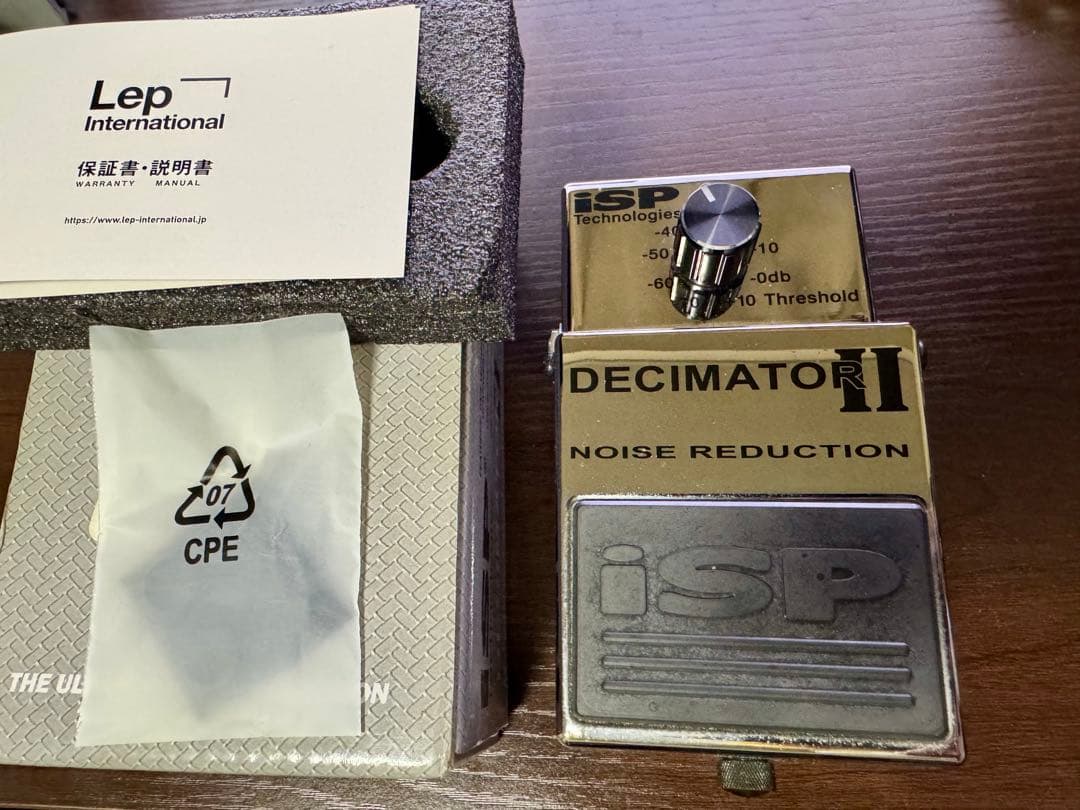 Lep
International
保証書・説明書
WARRANTY MANUAL
https://www.lep-international.jp
07
CPE
THE
iSP
Technologies
-40
-50
-10
-60
-0db
Threshold
DECIMATOR II
NOISE REDUCTION
iSP